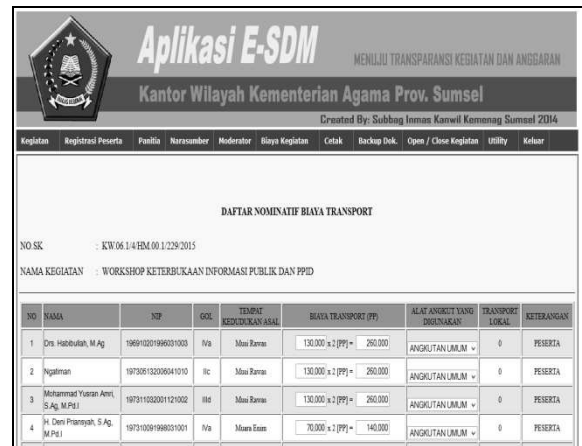 Aplikasi E-SDM
MENUJU TRANSPARANSI KEGIATAN DAN ANGGARAN
Kantor Wilayah Kementerian Agama Prov. Sumsel
Created By: Subbag Inmas Kanwil Kemenag Sumsel 2014
Kegiatan Registrasi Peserta Panitia Narasumber Moderator Biaya Kegiatan Cetak Backup Dok. Open / Close Kegiatan Utility Keluar
DAFTAR NOMINATIF BIAYA TRANSPORT
NO.SK : KW.06.1/4/HM.00.1/229/2015
NAMA KEGIATAN : WORKSHOP KETERBUKAAN INFORMASI PUBLIK DAN PPID
NO NAMA NIP GOL TEMPAT KEDUDUKAN ASAL BIAYA TRANSPORT (PP) ALAT ANGKUT YANG DIGUNAKAN TRANSPORT LOKAL KETERANGAN
1 Drs. Habibullah, M.Ag 196910201996031003 IVa Musi Rawas 130,000 x 2 [PP] = 260,000 ANGKUTAN UMUM 0 PESERTA
2 Ngatiman 197305132006041010 IIc Musi Rawas 130,000 x 2 [PP] = 260,000 ANGKUTAN UMUM 0 PESERTA
3 Mohammad Yusran Amri, S.Ag, M.Pd.I 197311032001121002 IIId Musi Rawas 130,000 x 2 [PP] = 260,000 ANGKUTAN UMUM 0 PESERTA
4 H. Deni Priansyah, S.Ag, M.Pd.I 197310091998031001 IVa Muara Enim 70,000 x 2 [PP] = 140,000 ANGKUTAN UMUM 0 PESERTA